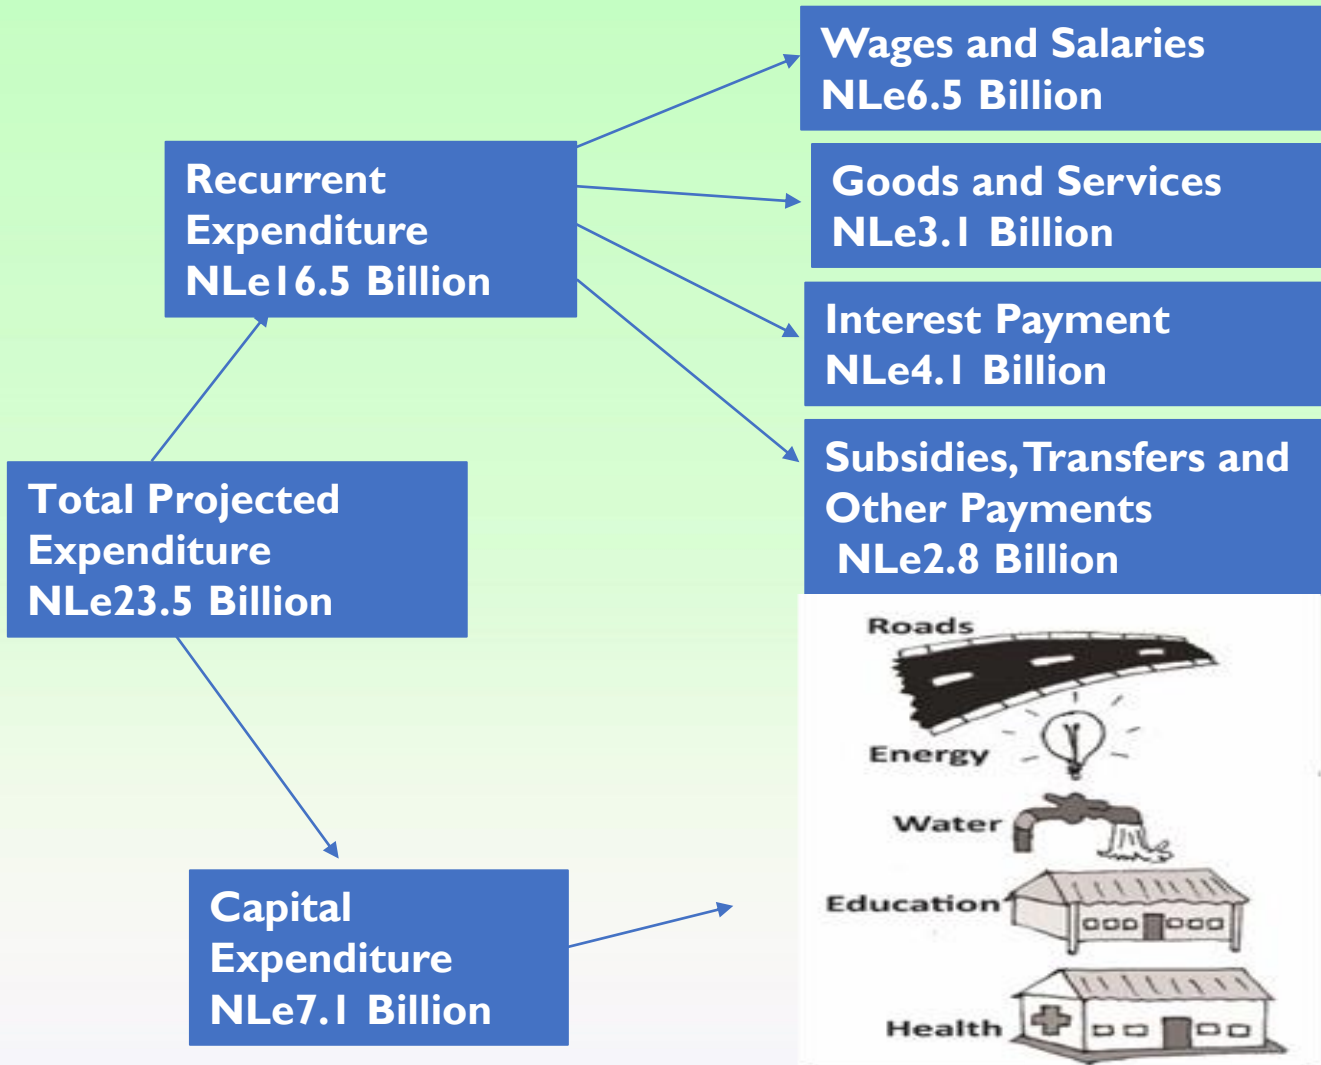 Wages and Salaries
NLe6.5 Billion
Recurrent
Expenditure
NLe16.5 Billion
Goods and Services
NLe3.1 Billion
Interest Payment
NLe4.1 Billion
Total Projected
Expenditure
NLe23.5 Billion
Subsidies, Transfers and
Other Payments
NLe2.8 Billion
Capital
Expenditure
NLe7.1 Billion
Roads
Energy
Water
Education
Health